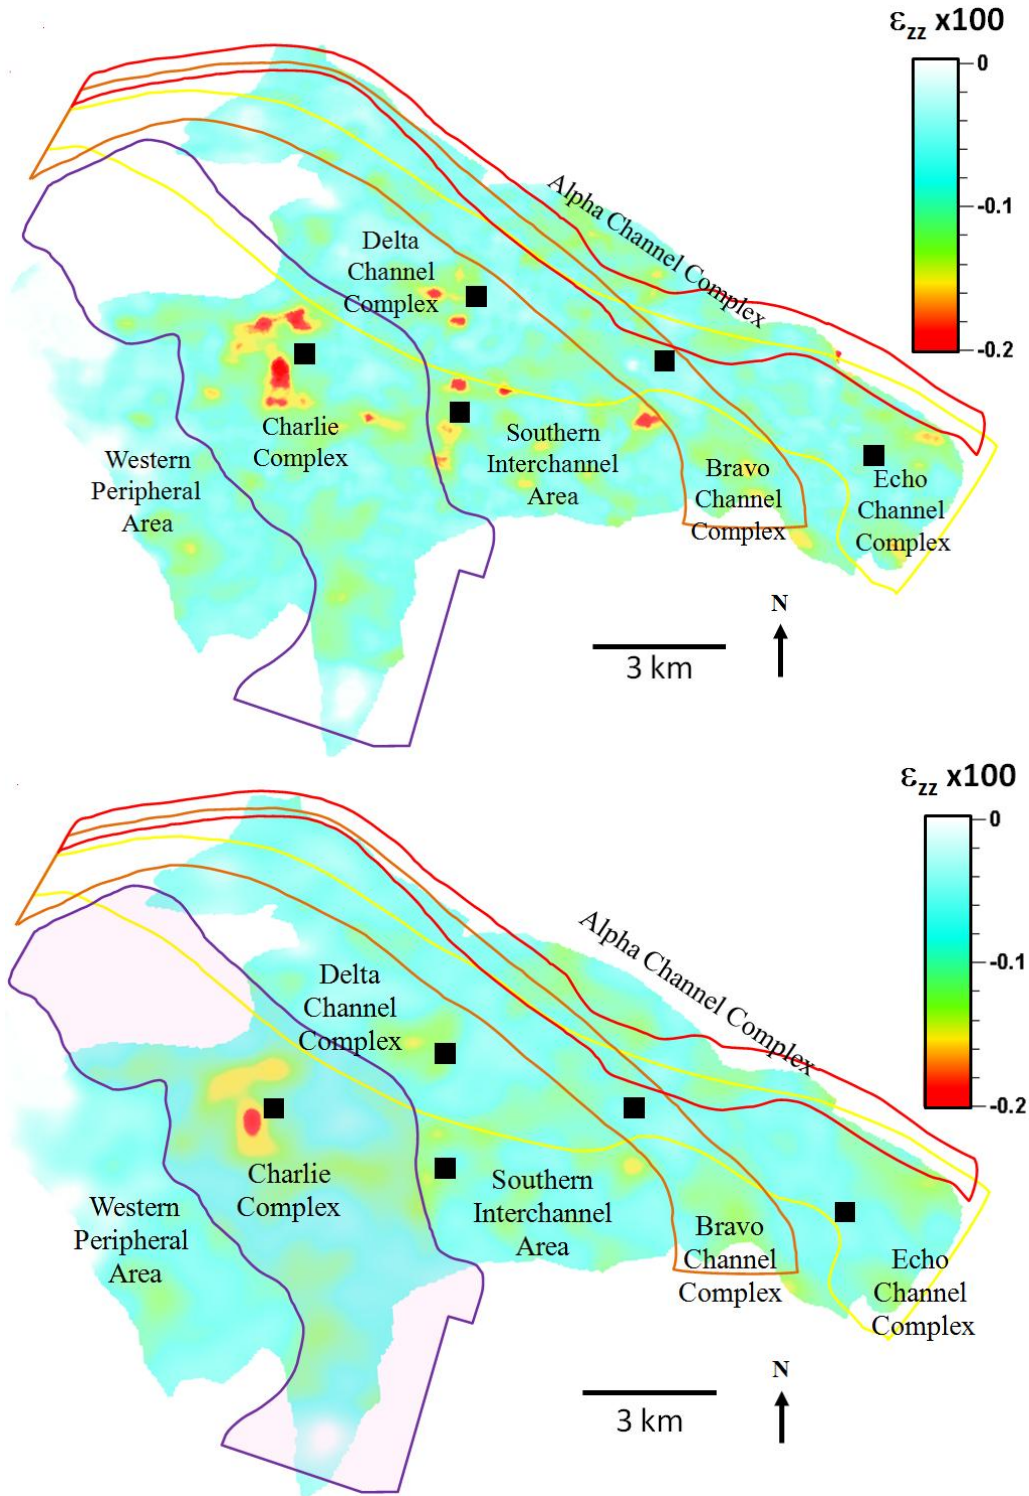 εzz x100
0
-0.1
-0.2
Alpha Channel Complex
Delta
Channel
Complex
Charlie
Complex
Western
Peripheral
Area
Southern
Interchannel
Area
Bravo
Channel
Complex
Echo
Channel
Complex
N
3 km
εzz x100
0
-0.1
-0.2
Alpha Channel Complex
Delta
Channel
Complex
Charlie
Complex
Western
Peripheral
Area
Southern
Interchannel
Area
Bravo
Channel
Complex
Echo
Channel
Complex
N
3 km